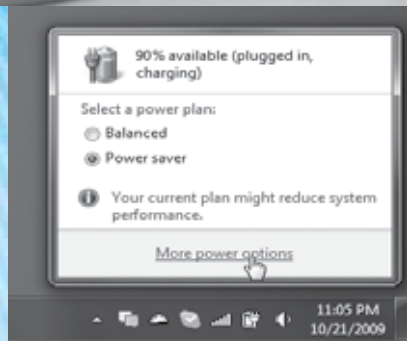 90% available (plugged in,
charging)
Select a power plan:
Balanced
Power saver
Your current plan might reduce system
performance.
More power options
11:05 PM
10/21/2009